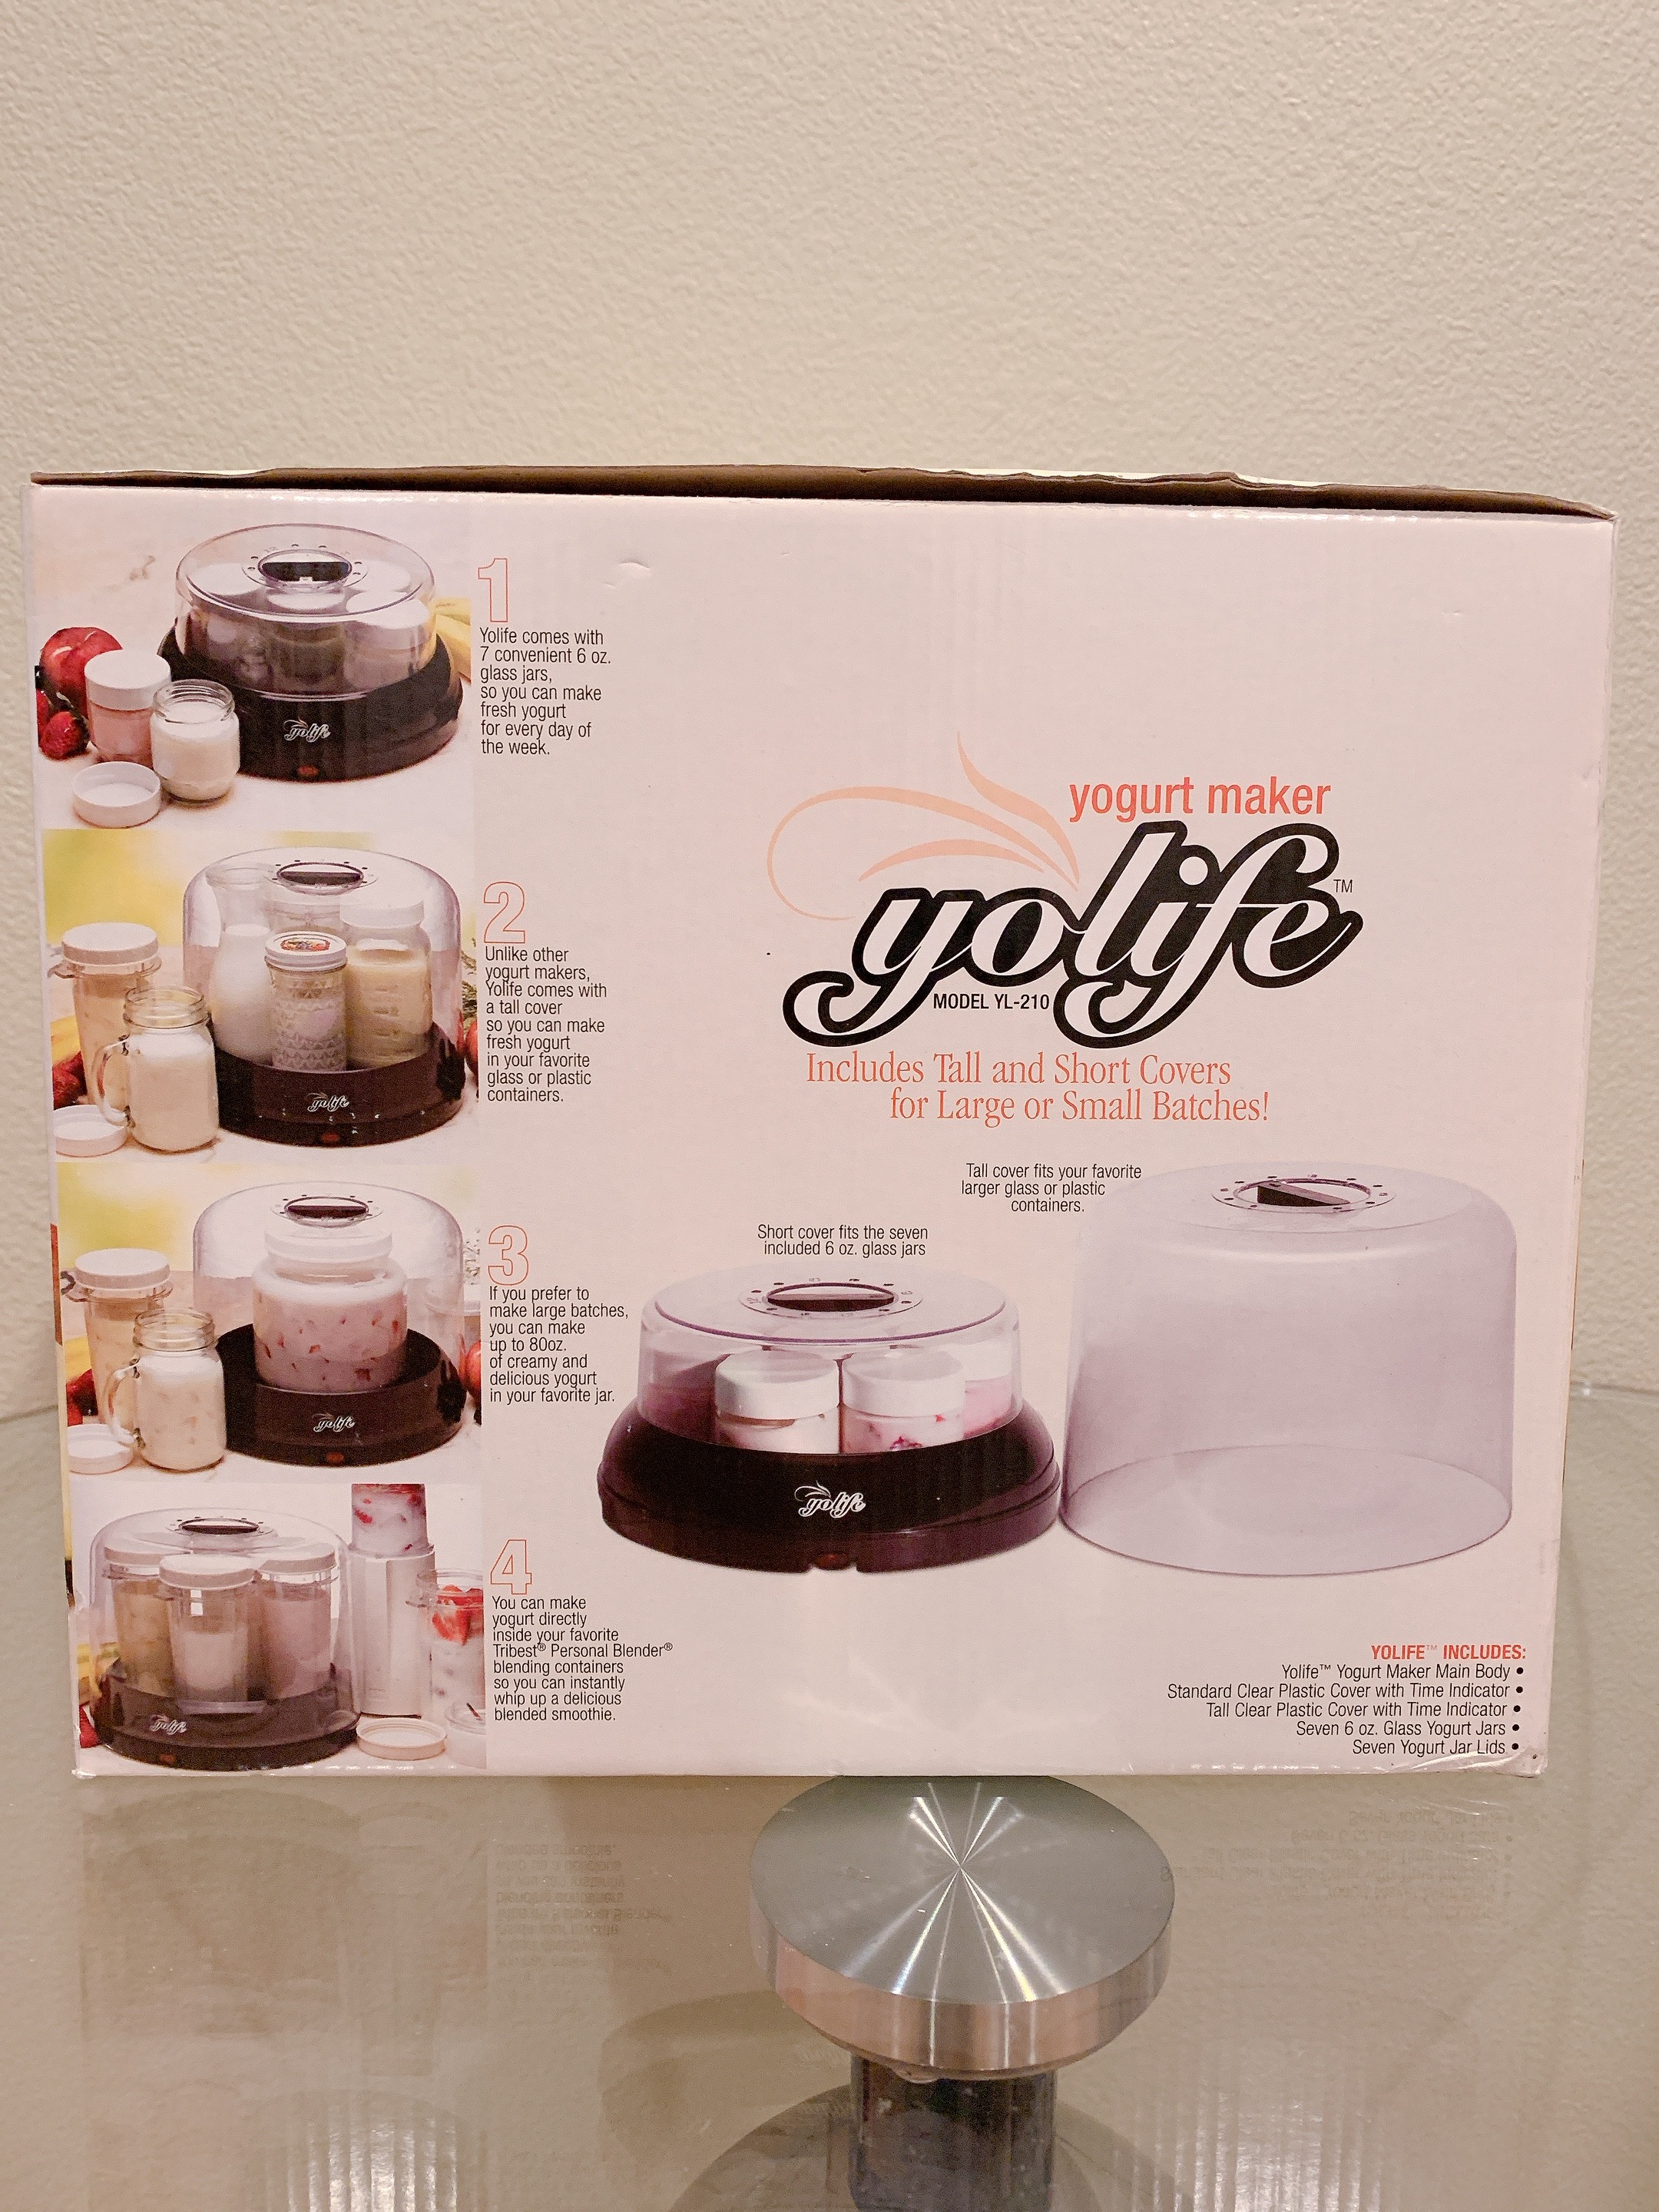 1
Yolife comes with
7 convenient 6 oz.
glass jars,
so you can make
fresh yogurt
for every day of
the week.
yolife
2
Unlike other
yogurt makers,
Yolife comes with
a tall cover
so you can make
fresh yogurt
in your favorite
glass or plastic
containers.
yolife
3
If you prefer to
make large batches,
you can make
up to 80oz.
of creamy and
delicious yogurt
in your favorite jar.
yolife
4
You can make
yogurt directly
inside your favorite
Tribest® Personal Blender®
blending containers
so you can instantly
whip up a delicious
blended smoothie.
yolife
yogurt maker
yolife™
MODEL YL-210
Includes Tall and Short Covers
for Large or Small Batches!
Tall cover fits your favorite
larger glass or plastic
containers.
Short cover fits the seven
included 6 oz. glass jars
yolife
YOLIFE™ INCLUDES:
Yolife™ Yogurt Maker Main Body •
Standard Clear Plastic Cover with Time Indicator •
Tall Clear Plastic Cover with Time Indicator •
Seven 6 oz. Glass Yogurt Jars •
Seven Yogurt Jar Lids •